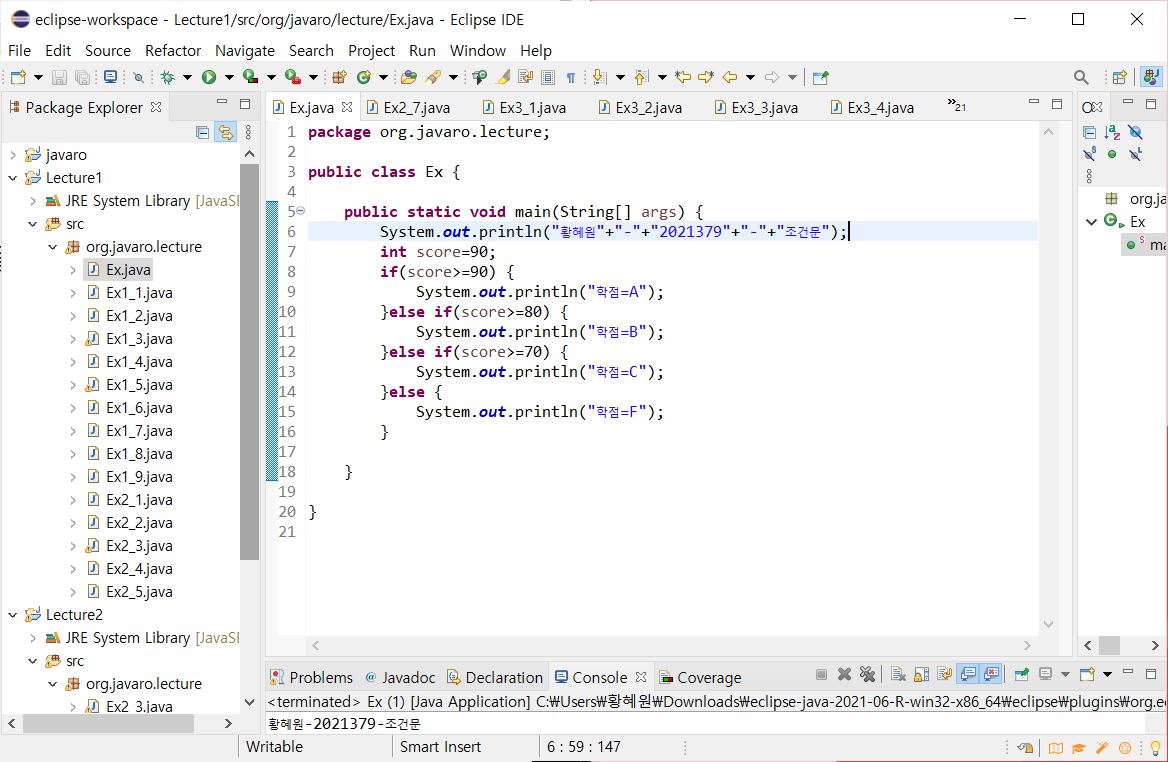 eclipse-workspace - Lecture1/src/org/javaro/lecture/Ex.java - Eclipse IDE
File Edit Source Refactor Navigate Search Project Run Window Help
Package Explorer
Ex.java Ex2_7.java Ex3_1.java Ex3_2.java Ex3_3.java Ex3_4.java »21
javaro
Lecture1
JRE System Library [JavaSE
src
org.javaro.lecture
Ex.java
Ex1_1.java
Ex1_2.java
Ex1_3.java
Ex1_4.java
Ex1_5.java
Ex1_6.java
Ex1_7.java
Ex1_8.java
Ex1_9.java
Ex2_1.java
Ex2_2.java
Ex2_3.java
Ex2_4.java
Ex2_5.java
Lecture2
JRE System Library [JavaSE
src
org.javaro.lecture
Ex2_3.java
1 package org.javaro.lecture;
2
3 public class Ex {
4
5 public static void main(String[] args) {
6 System.out.println("황혜원"+"-"+"2021379"+"-"+"조건문");
7 int score=90;
8 if(score>=90) {
9 System.out.println("학점=A");
10 }else if(score>=80) {
11 System.out.println("학점=B");
12 }else if(score>=70) {
13 System.out.println("학점=C");
14 }else {
15 System.out.println("학점=F");
16 }
17
18 }
19
20 }
21
org.ja
Ex
ma
Problems @ Javadoc Declaration Console Coverage
<terminated> Ex (1) [Java Application] C:₩Users₩황혜원₩Downloads₩eclipse-java-2021-06-R-win32-x86_64₩eclipse₩plugins₩org.e
황혜원-2021379-조건문
Writable Smart Insert 6 : 59 : 147